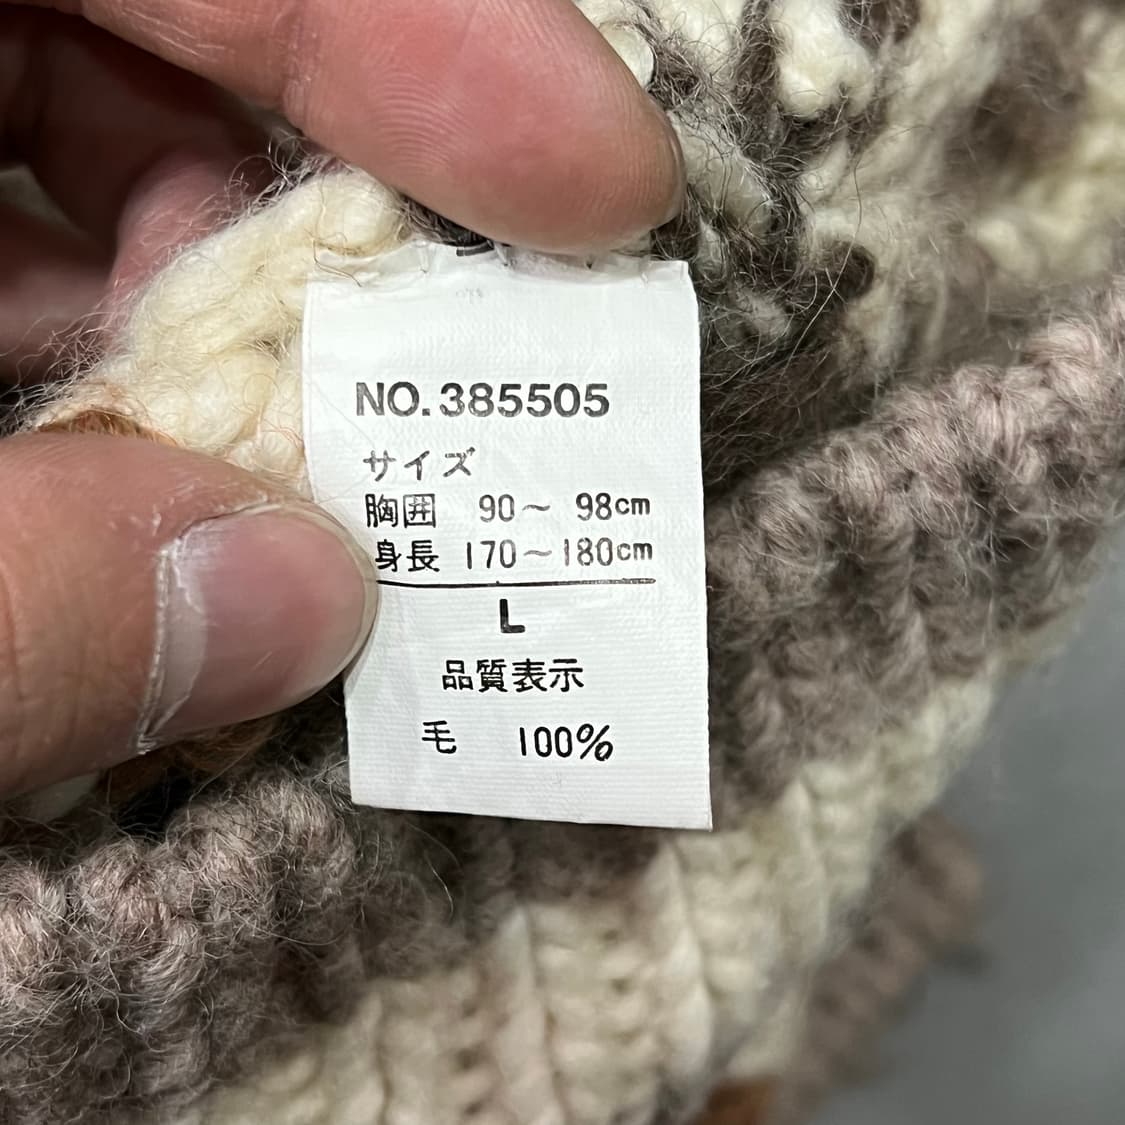 NO.385505
サイズ
胸囲 90～ 98cm
身長 170～180cm
L
品質表示
毛 100%